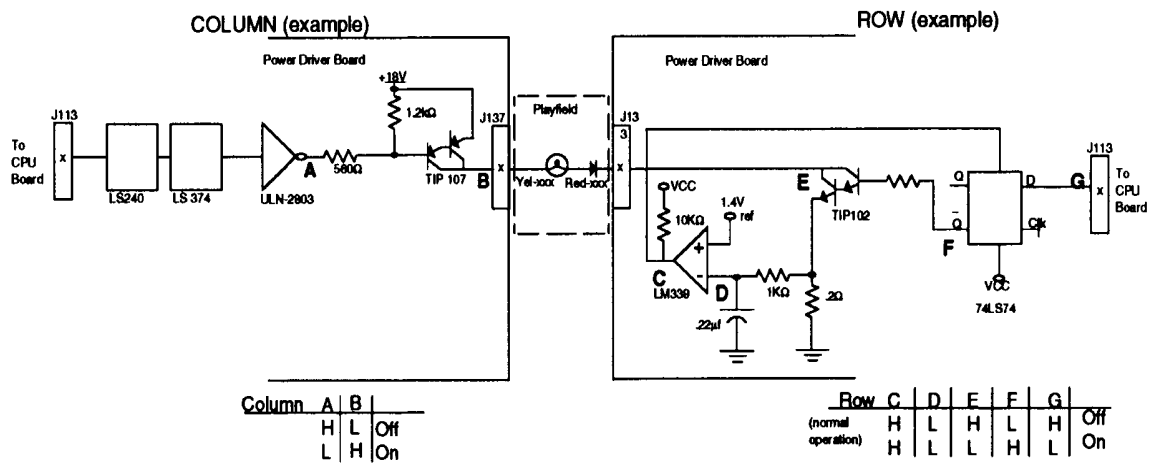 COLUMN (example)
ROW (example)
Power Driver Board
Power Driver Board
+18V
1.2kΩ
J113
To
CPU
Board
x
LS240
LS 374
ULN-2803
A
560Ω
TIP 107
B
J137
x
Playfield
Yel-xxx
Red-xxx
J13
3
x
VCC
10KΩ
1.4V
ref
+
-
C
LM339
D
.22µf
1KΩ
.2Ω
E
TIP102
F
Q
Q
D
Clk
VCC
74LS74
G
J113
x
To
CPU
Board
Column A B
H L Off
L H On
Row C D E F G
(normal operation)
H L H L H Off
H L L H L On